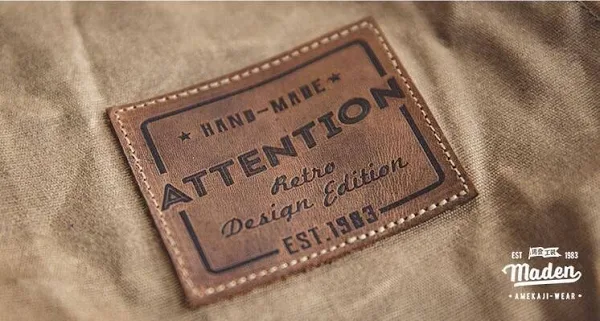 ★ HAND-MADE ★
ATTENTION
Retro
Design Edition
EST.1983
EST 1983
Maden
• AMEKAJI-WEAR •